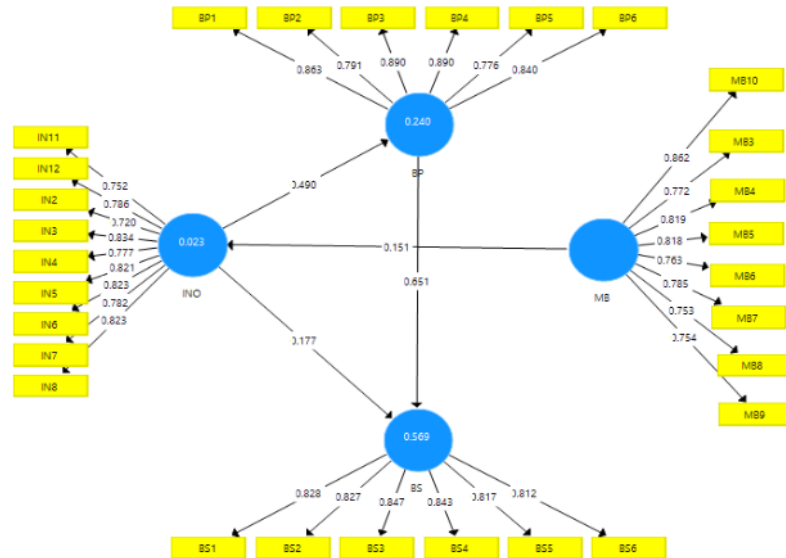 BP1 BP2 BP3 BP4 BP5 BP6
0.863 0.791 0.890 0.890 0.776 0.840
0.240
BP
IN11
IN12
IN2
IN3
IN4
IN5
IN6
IN7
IN8
0.752
0.786
0.720
0.834
0.777
0.821
0.823
0.782
0.823
0.023
INO
0.490
0.151
0.651
0.177
MB
0.862
0.772
0.819
0.818
0.763
0.785
0.753
0.754
MB10
MB3
MB4
MB5
MB6
MB7
MB8
MB9
0.569
BS
0.828 0.827 0.847 0.843 0.817 0.812
BS1 BS2 BS3 BS4 BS5 BS6